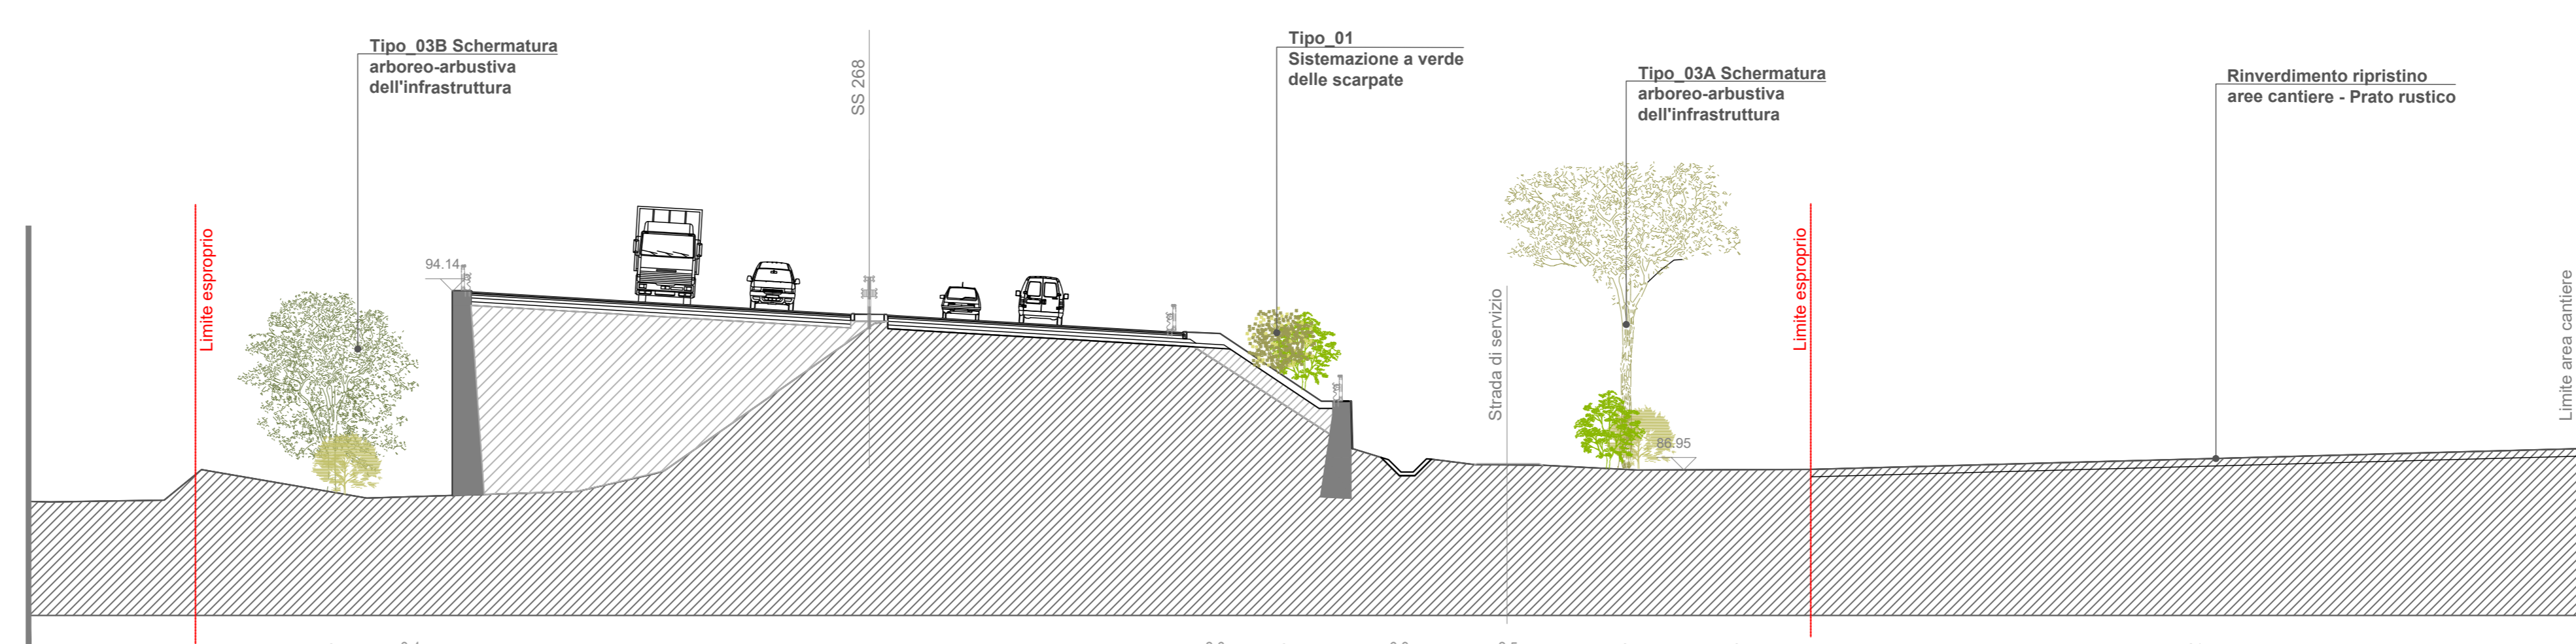 Tipo_03B Schermatura
arboreo-arbustiva
dell'infrastruttura
SS 268
Tipo_01
Sistemazione a verde
delle scarpate
Tipo_03A Schermatura
arboreo-arbustiva
dell'infrastruttura
Rinverdimento ripristino
aree cantiere - Prato rustico
Limite esproprio
94.14
Strada di servizio
86.95
Limite esproprio
Limite area cantiere